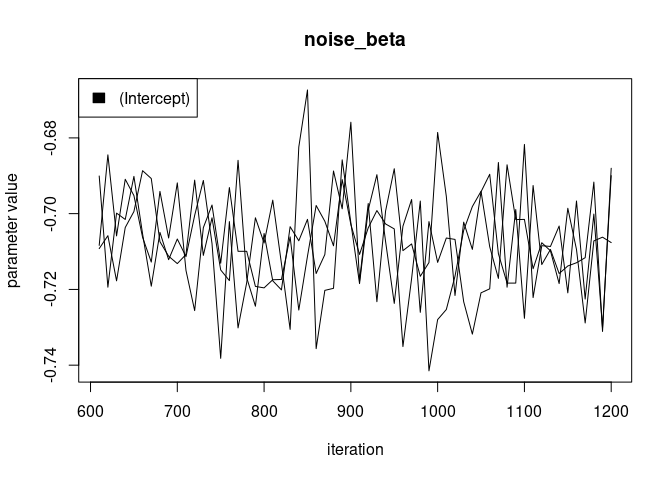 noise_beta
(Intercept)
parameter value
-0.68
-0.70
-0.72
-0.74
600 700 800 900 1000 1100 1200
iteration